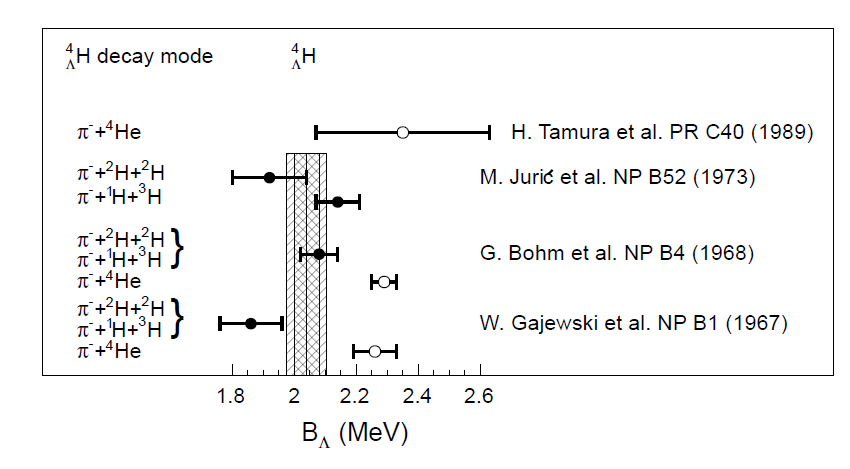 ⁴ΛH decay mode ⁴ΛH
π⁻+⁴He H. Tamura et al. PR C40 (1989)
π⁻+²H+²H M. Jurić et al. NP B52 (1973)
π⁻+¹H+³H
π⁻+²H+²H
π⁻+¹H+³H } G. Bohm et al. NP B4 (1968)
π⁻+⁴He
π⁻+²H+²H
π⁻+¹H+³H } W. Gajewski et al. NP B1 (1967)
π⁻+⁴He
1.8 2 2.2 2.4 2.6
BΛ (MeV)